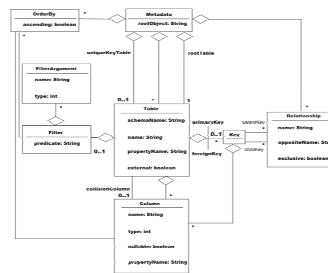 OrderBy
ascending: boolean
*
Metadata
rootObject: String
uniqueKeyTable
rootTable
FilterArgument
name: String
type: int
*
Filter
predicate: String
*
0..1
0..1
1
Table
schemaName: String
name: String
propertyName: String
external: boolean
primaryKey
0..1
foreignKey
*
Key
parentKey
*
childKey
*
Relationship
name: String
oppositeName: St
exclusive: boolean
collisionColumn
0..1
*
Column
name: String
type: int
nullable: boolean
propertyName: String
*